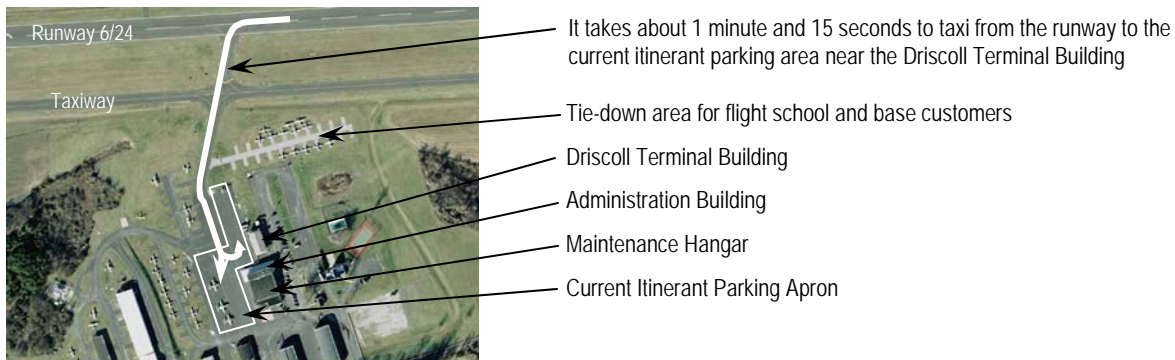 Runway 6/24
It takes about 1 minute and 15 seconds to taxi from the runway to the
current itinerant parking area near the Driscoll Terminal Building
Taxiway
Tie-down area for flight school and base customers
Driscoll Terminal Building
Administration Building
Maintenance Hangar
Current Itinerant Parking Apron